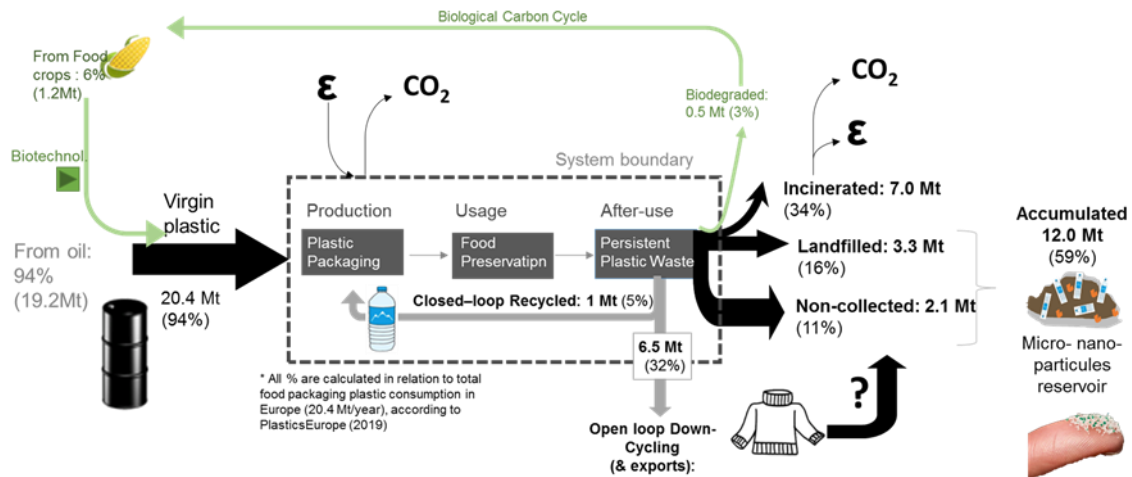 Biological Carbon Cycle
From Food
crops : 6%
(1.2Mt)
Biotechnol.
ε
CO₂
Biodegraded:
0.5 Mt (3%)
CO₂
ε
System boundary
Virgin
plastic
From oil:
94%
(19.2Mt)
20.4 Mt
(94%)
Production
Usage
After-use
Plastic
Packaging
Food
Preservatipn
Persistent
Plastic Waste
Closed–loop Recycled: 1 Mt (5%)
6.5 Mt
(32%)
Incinerated: 7.0 Mt
(34%)
Landfilled: 3.3 Mt
(16%)
Non-collected: 2.1 Mt
(11%)
Accumulated
12.0 Mt
(59%)
Micro- nano-
particules
reservoir
* All % are calculated in relation to total
food packaging plastic consumption in
Europe (20.4 Mt/year), according to
PlasticsEurope (2019)
Open loop Down-
Cycling
(& exports):
?